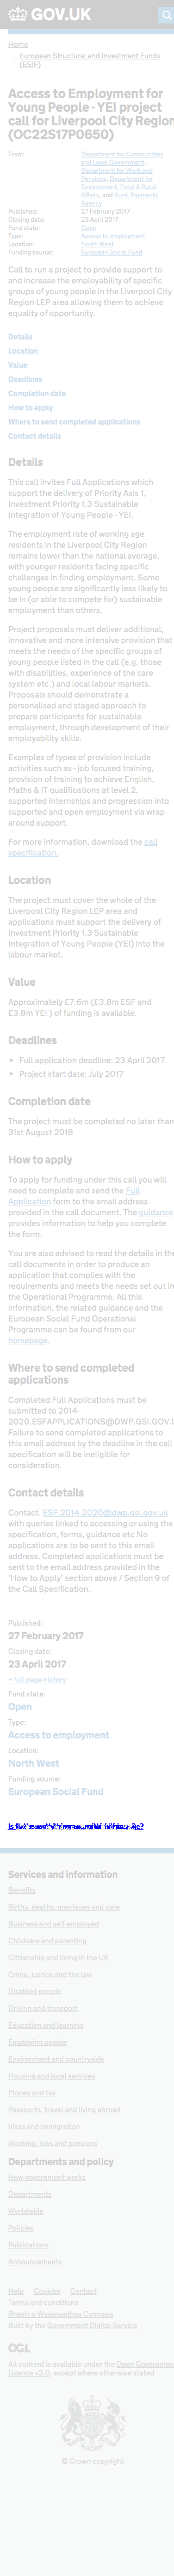 GOV.UK
Home
European Structural and Investment Funds
(ESIF)
Access to Employment for
Young People - YEI project
call for Liverpool City Region
(OC22S17P0650)
From: Department for Communities
and Local Government,
Department for Work and
Pensions, Department for
Environment, Food & Rural
Affairs, and Rural Payments
Agency
Published: 27 February 2017
Closing date: 23 April 2017
Fund state: Open
Type: Access to employment
Location: North West
Funding source: European Social Fund
Call to run a project to provide support to
increase the employability of specific
groups of young people in the Liverpool City
Region LEP area allowing them to have
equality of opportunity.
Details
Location
Value
Deadlines
Completion date
How to apply
Where to send completed applications
Contact details
Details
This call invites Full Applications which
support the delivery of Priority Axis 1,
Investment Priority 1.3 Sustainable
Integration of Young People - YEI.
The employment rate of working age
residents in the Liverpool City Region
remains lower than the national average,
with younger residents facing specific
challenges in finding employment. Some
young people are significantly less likely to
be in (or able to be supported for)
sustainable employment than others.
Project proposals must deliver additional,
innovative and more intensive and flexible
support that meets the specific needs of
groups of young people that are
under-represented in the labour market,
young people in the
call (e.g. those
with disabilities, experience of the care
system etc.) and local labour markets.
Proposals should demonstrate a
personalised and staged approach to
prepare participants for sustainable
employment, and support them and their
employer during employment.
Examples of types of provision include
activities such as - job focused training,
provision to aid in achieving English,
Maths & IT qualifications at level 2,
supported internships and progression into
supported and open employment via wrap
around support.
For more information, download the call
specification.
Location
The project must cover the whole of the
Liverpool City Region LEP area and
applications must support the delivery of
Investment Priority 1.3 Sustainable
Integration of Young People (YEI) into the
labour market.
Value
Approximately £7.6m (£3.8m ESF and
£3.8m YEI ) of funding is available.
Deadlines
• Full application deadline: 23 April 2017
• Project start date: July 2017
Completion date
The project must be completed no later than
31st August 2018
How to apply
To apply for funding under this call you will
need to complete and send the Full
Application form to the email address
provided in the call document. The guidance
provides information to help you complete
the form.
You are also advised to read the details in the
call documents in order to produce an
application that complies with the
requirements and meets the needs set out in
the Operational Programme. All this
information, the related guidance and the
European Social Fund Operational
Programme can be found from our
homepage.
Where to send completed
applications
Completed Full Applications must be
submitted to 2014-
2020.ESFAPPLICATIONS@DWP.GSI.GOV.
Failure to send completed applications to
this email address by the deadline in the call
specification will be ineligible for
consideration.
Contact details
Contact. ESF.2014-2020@dwp.gsi.gov.uk
with queries related to accessing or using the
specification, forms, guidance etc No
applications are to be sent to this email
address. Completed applications must be
sent to the email address provided in the
'How to Apply' section above / Section 9 of
the Call Specification.
Published:
27 February 2017
Closing date:
23 April 2017
+ full page history
Fund state:
Open
Type:
Access to employment
Location:
North West
Funding source:
European Social Fund
Services and information
Benefits
Births, deaths, marriages and care
Business and self-employed
Childcare and parenting
Citizenship and living in the UK
Crime, justice and the law
Disabled people
Driving and transport
Education and learning
Employing people
Environment and countryside
Housing and local services
Money and tax
Passports, travel and living abroad
Visas and immigration
Working, jobs and pensions
Departments and policy
How government works
Departments
Worldwide
Policies
Publications
Announcements
Help Cookies Contact
Terms and conditions
Rhestr o Wasanaethau Cymraeg
Built by the Government Digital Service
OGL
All content is available under the Open Government
Licence v3.0, except where otherwise stated
© Crown copyright